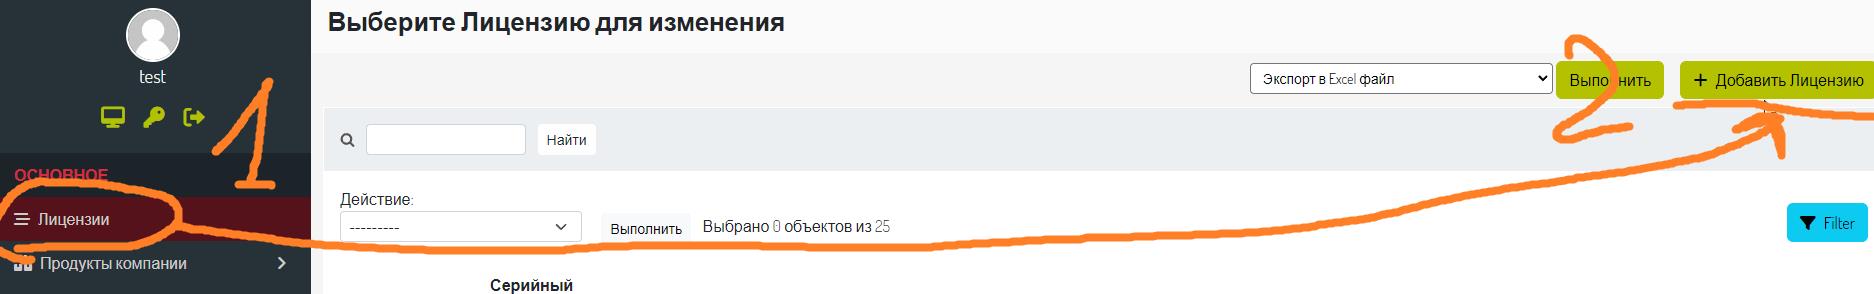 Выберите Лицензию для изменения
test
1
2
Экспорт в Excel файл
Выполнить
+ Добавить Лицензию
Найти
ОСНОВНОЕ
Лицензии
Продукты компании
Действие:
---------
Выполнить
Выбрано 0 объектов из 25
Filter
Серийный